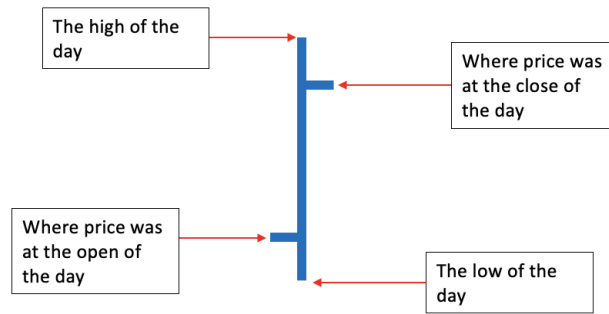 The high of the
day
Where price was
at the close of
the day
Where price was
at the open of
the day
The low of the
day